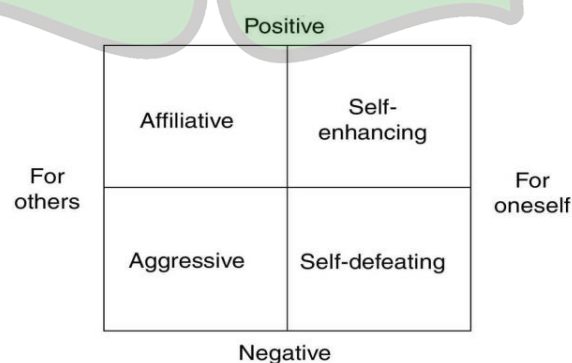 Positive
Affiliative
Self-
enhancing
For
others
For
oneself
Aggressive
Self-defeating
Negative